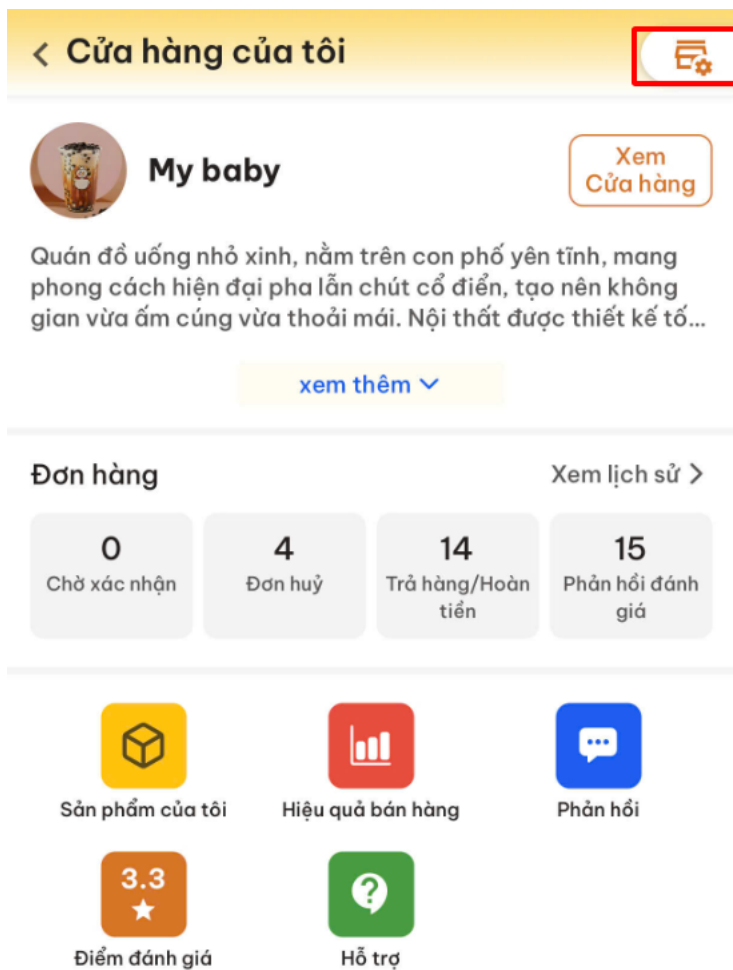 Cửa hàng của tôi
My baby
Xem
Cửa hàng
Quán đồ uống nhỏ xinh, nằm trên con phố yên tĩnh, mang
phong cách hiện đại pha lẫn chút cổ điển, tạo nên không
gian vừa ấm cúng vừa thoải mái. Nội thất được thiết kế tố...
xem thêm
Đơn hàng
Xem lịch sử
0
Chờ xác nhận
4
Đơn huỷ
14
Trả hàng/Hoàn
tiền
15
Phản hồi đánh
giá
Sản phẩm của tôi
Hiệu quả bán hàng
Phản hồi
3.3
Điểm đánh giá
Hỗ trợ